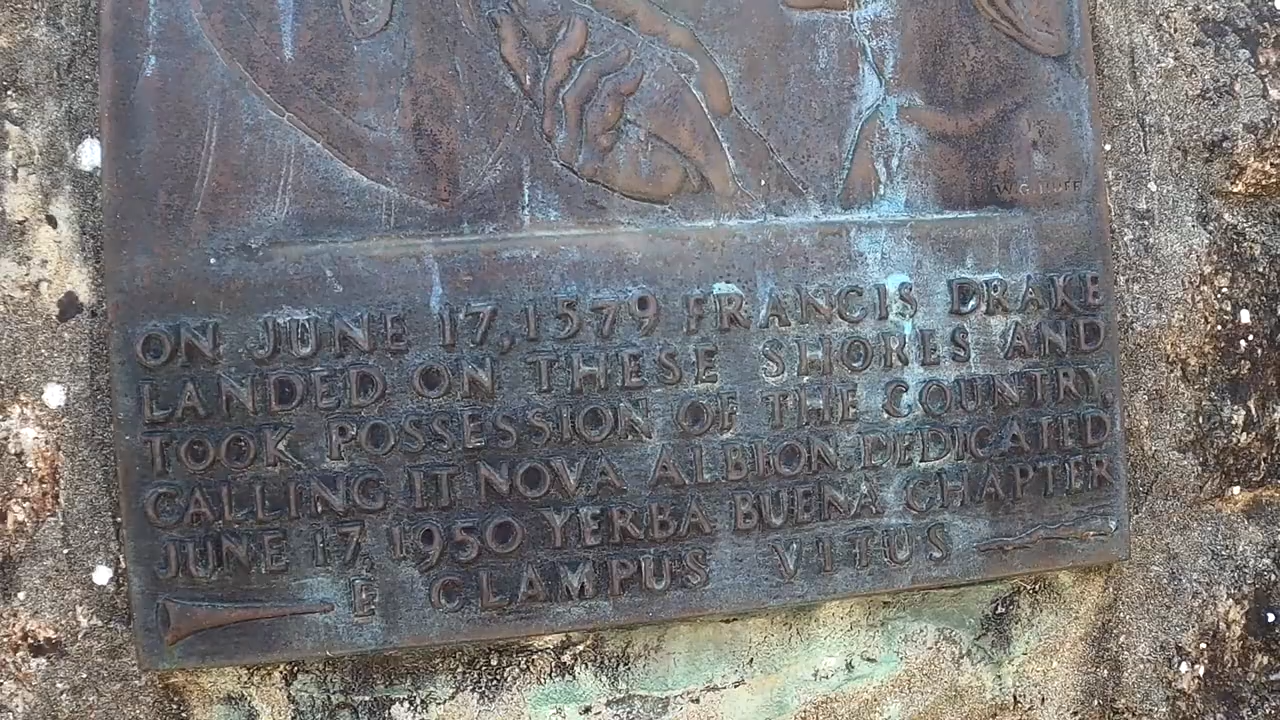 W.G. HUFF
ON JUNE 17, 1579 FRANCIS DRAKE
LANDED ON THESE SHORES AND
TOOK POSSESSION OF THE COUNTRY,
CALLING IT NOVA ALBION. DEDICATED
JUNE 17, 1950 YERBA BUENA CHAPTER
E CLAMPUS VITUS